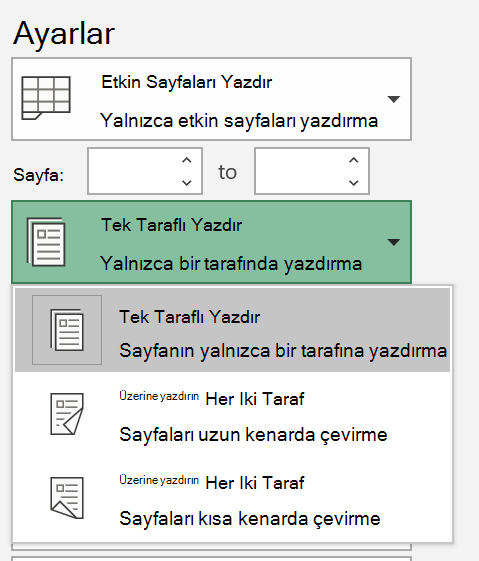 Ayarlar
Etkin Sayfaları Yazdır
Yalnızca etkin sayfaları yazdırma
Sayfa: to
Tek Taraflı Yazdır
Yalnızca bir tarafında yazdırma
Tek Taraflı Yazdır
Sayfanın yalnızca bir tarafına yazdırma
Üzerine yazdırın Her Iki Taraf
Sayfaları uzun kenarda çevirme
Üzerine yazdırın Her Iki Taraf
Sayfaları kısa kenarda çevirme